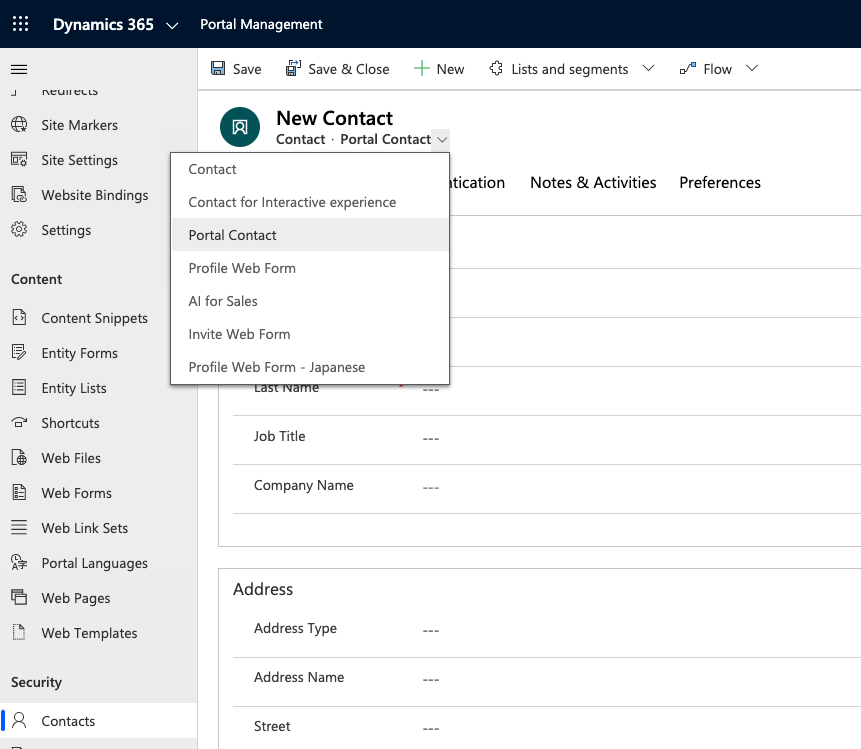 Dynamics 365 Portal Management
Save Save & Close New Lists and segments Flow
Redirects
Site Markers
Site Settings
Website Bindings
Settings
Content
Content Snippets
Entity Forms
Entity Lists
Shortcuts
Web Files
Web Forms
Web Link Sets
Portal Languages
Web Pages
Web Templates
Security
Contacts
New Contact
Contact · Portal Contact
Notes & Activities Preferences
Contact
Contact for Interactive experience
Portal Contact
Profile Web Form
AI for Sales
Invite Web Form
Profile Web Form - Japanese
Last Name * ---
Job Title ---
Company Name ---
Address
Address Type ---
Address Name ---
Street ---